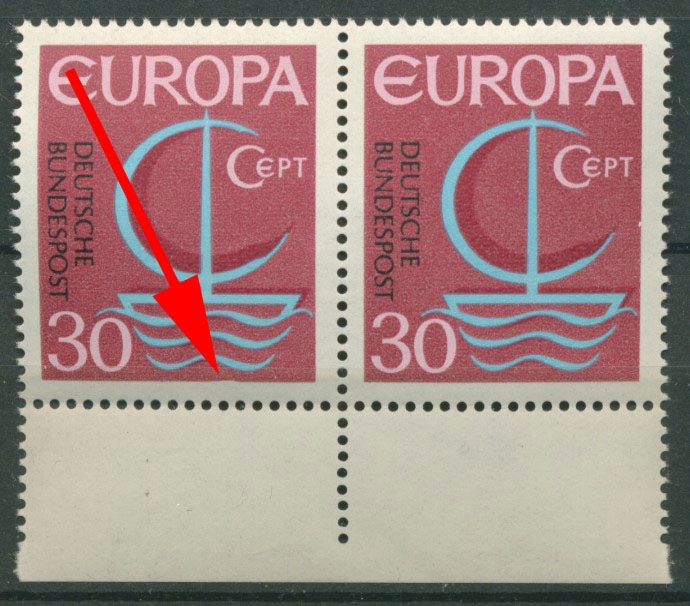 EUROPA
CEPT
DEUTSCHE
BUNDESPOST
30
EUROPA
CEPT
DEUTSCHE
BUNDESPOST
30